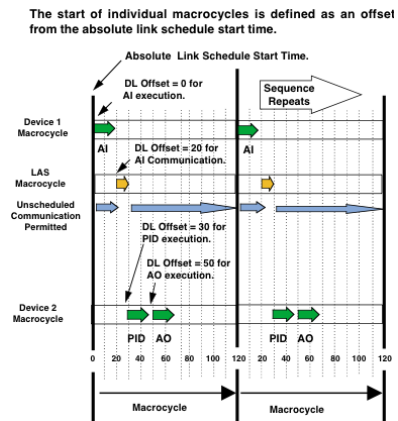 The start of individual macrocycles is defined as an offset
from the absolute link schedule start time.
Absolute Link Schedule Start Time.
DL Offset = 0 for
AI execution.
Sequence
Repeats
Device 1
Macrocycle
AI
AI
DL Offset = 20 for
AI Communication.
LAS
Macrocycle
Unscheduled
Communication
Permitted
DL Offset = 30 for
PID execution.
DL Offset = 50 for
AO execution.
Device 2
Macrocycle
PID AO PID AO
0 20 40 60 80 100 120 20 40 60 80 100 120
Macrocycle Macrocycle